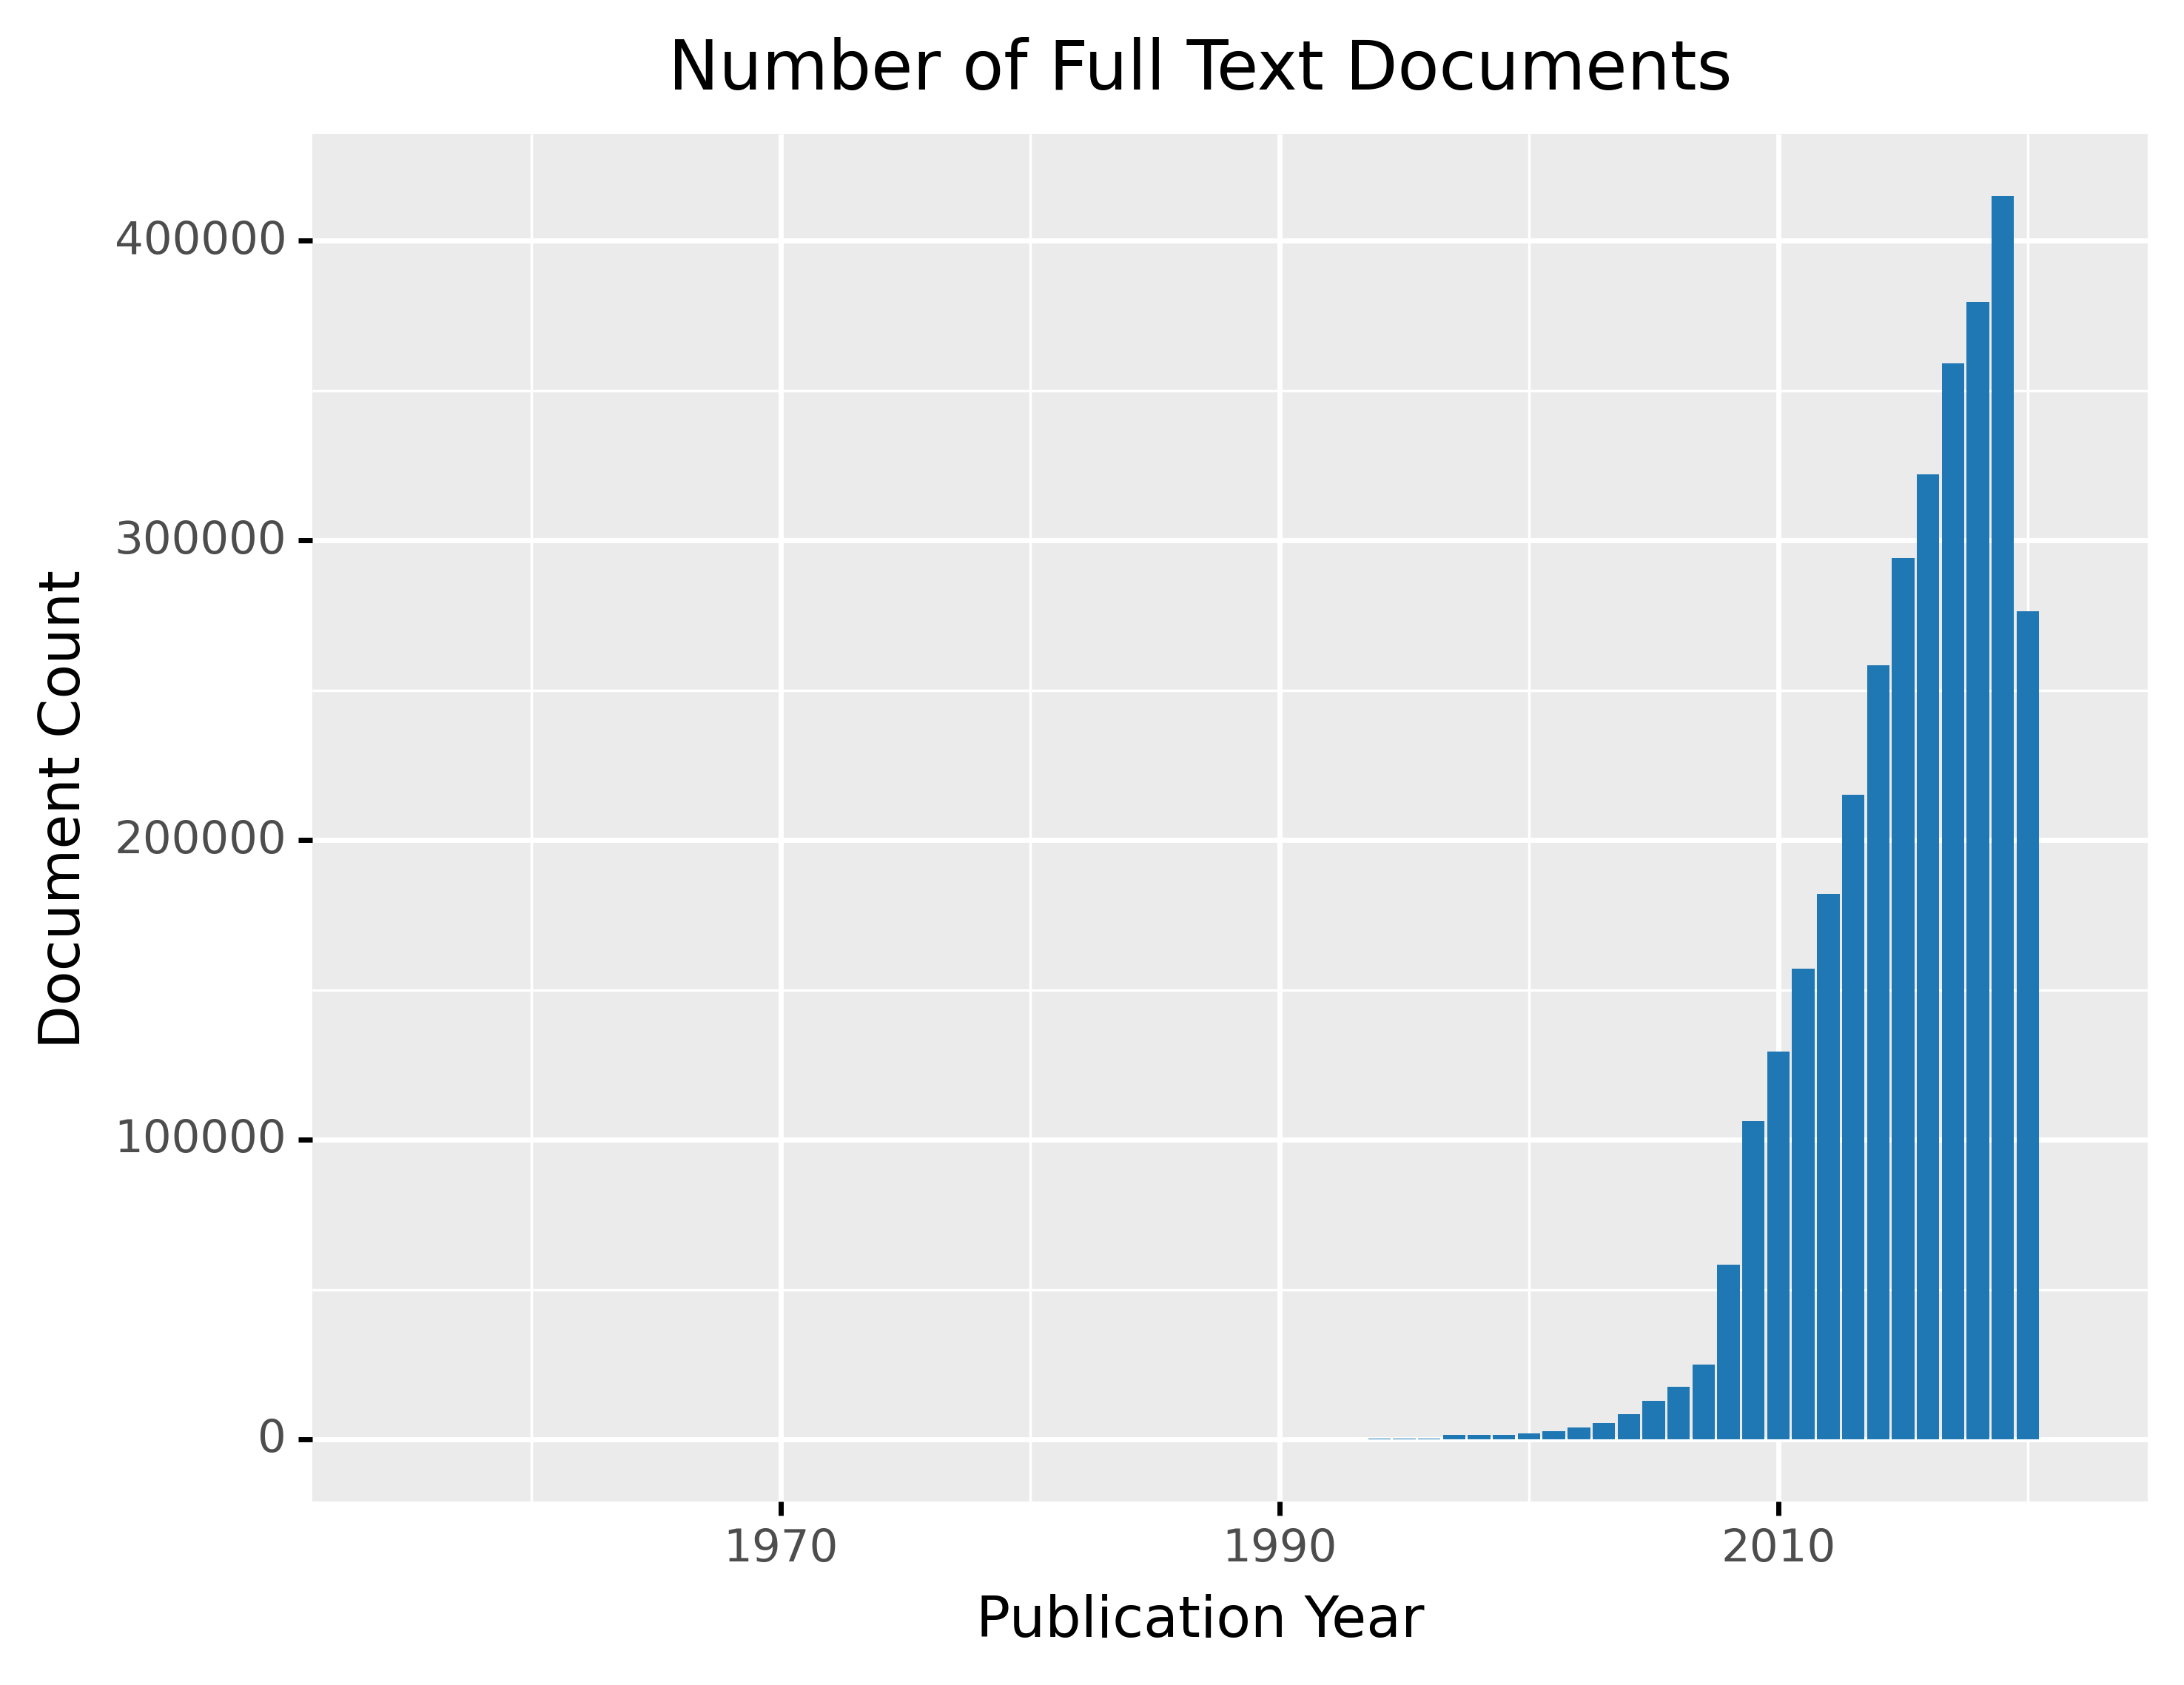 Number of Full Text Documents
400000
300000
200000
100000
0
Document Count
1970 1990 2010
Publication Year